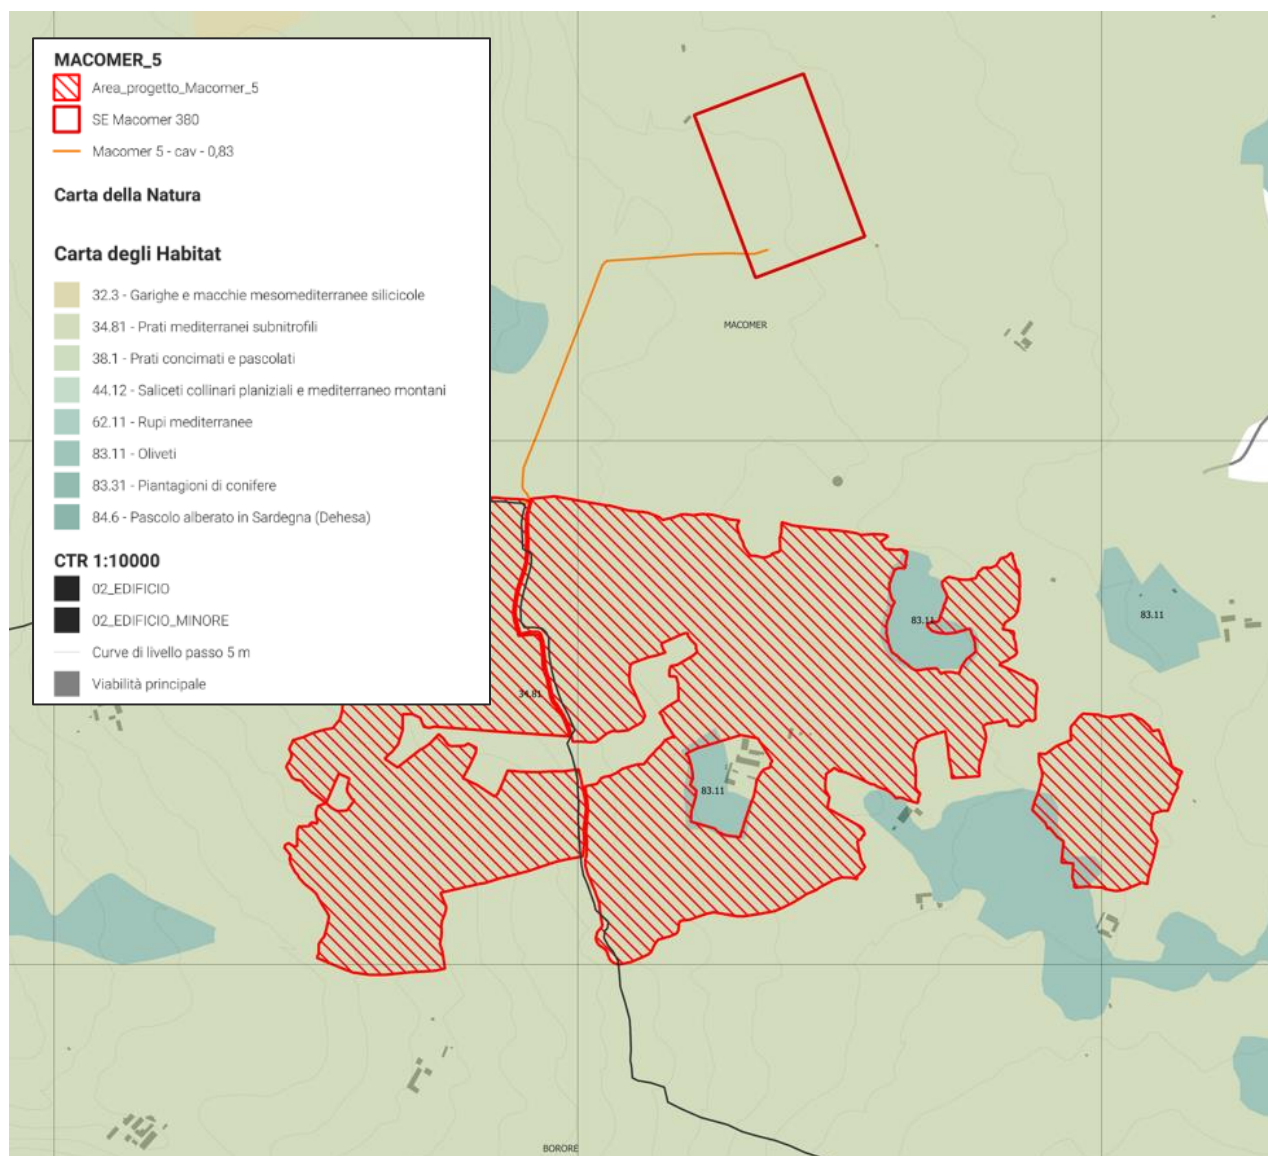 MACOMER_5
Area_progetto_Macomer_5
SE Macomer 380
Macomer 5 - cav - 0,83
Carta della Natura
Carta degli Habitat
32.3 - Garighe e macchie mesomediterranee silicicole
34.81 - Prati mediterranei subnitrofili
38.1 - Prati concimati e pascolati
44.12 - Saliceti collinari planiziali e mediterraneo montani
62.11 - Rupi mediterranee
83.11 - Oliveti
83.31 - Piantagioni di conifere
84.6 - Pascolo alberato in Sardegna (Dehesa)
CTR 1:10000
02_EDIFICIO
02_EDIFICIO_MINORE
Curve di livello passo 5 m
Viabilità principale
MACOMER
83.11
83.11
34.81
83.11
BORORE